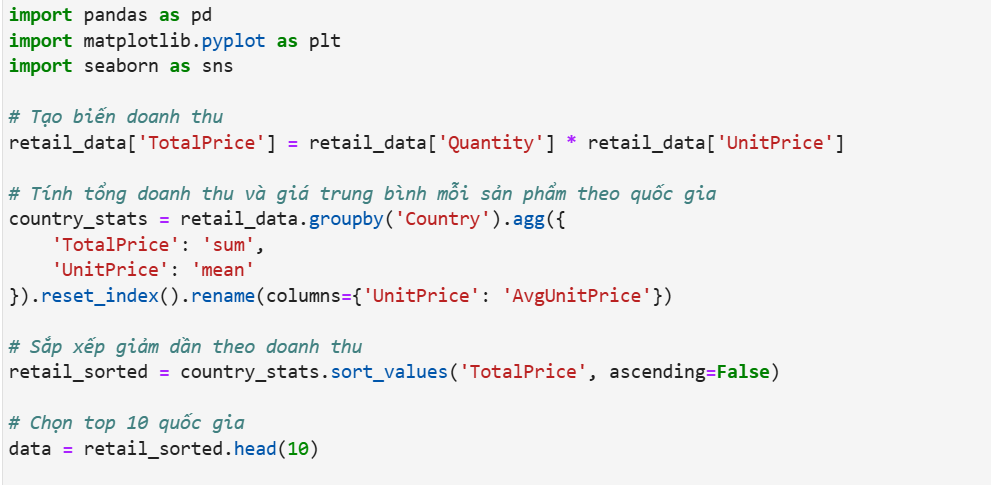 import pandas as pd
import matplotlib.pyplot as plt
import seaborn as sns
# Tạo biến doanh thu
retail_data['TotalPrice'] = retail_data['Quantity'] * retail_data['UnitPrice']
# Tính tổng doanh thu và giá trung bình mỗi sản phẩm theo quốc gia
country_stats = retail_data.groupby('Country').agg({
    'TotalPrice': 'sum',
    'UnitPrice': 'mean'
}).reset_index().rename(columns={'UnitPrice': 'AvgUnitPrice'})
# Sắp xếp giảm dần theo doanh thu
retail_sorted = country_stats.sort_values('TotalPrice', ascending=False)
# Chọn top 10 quốc gia
data = retail_sorted.head(10)